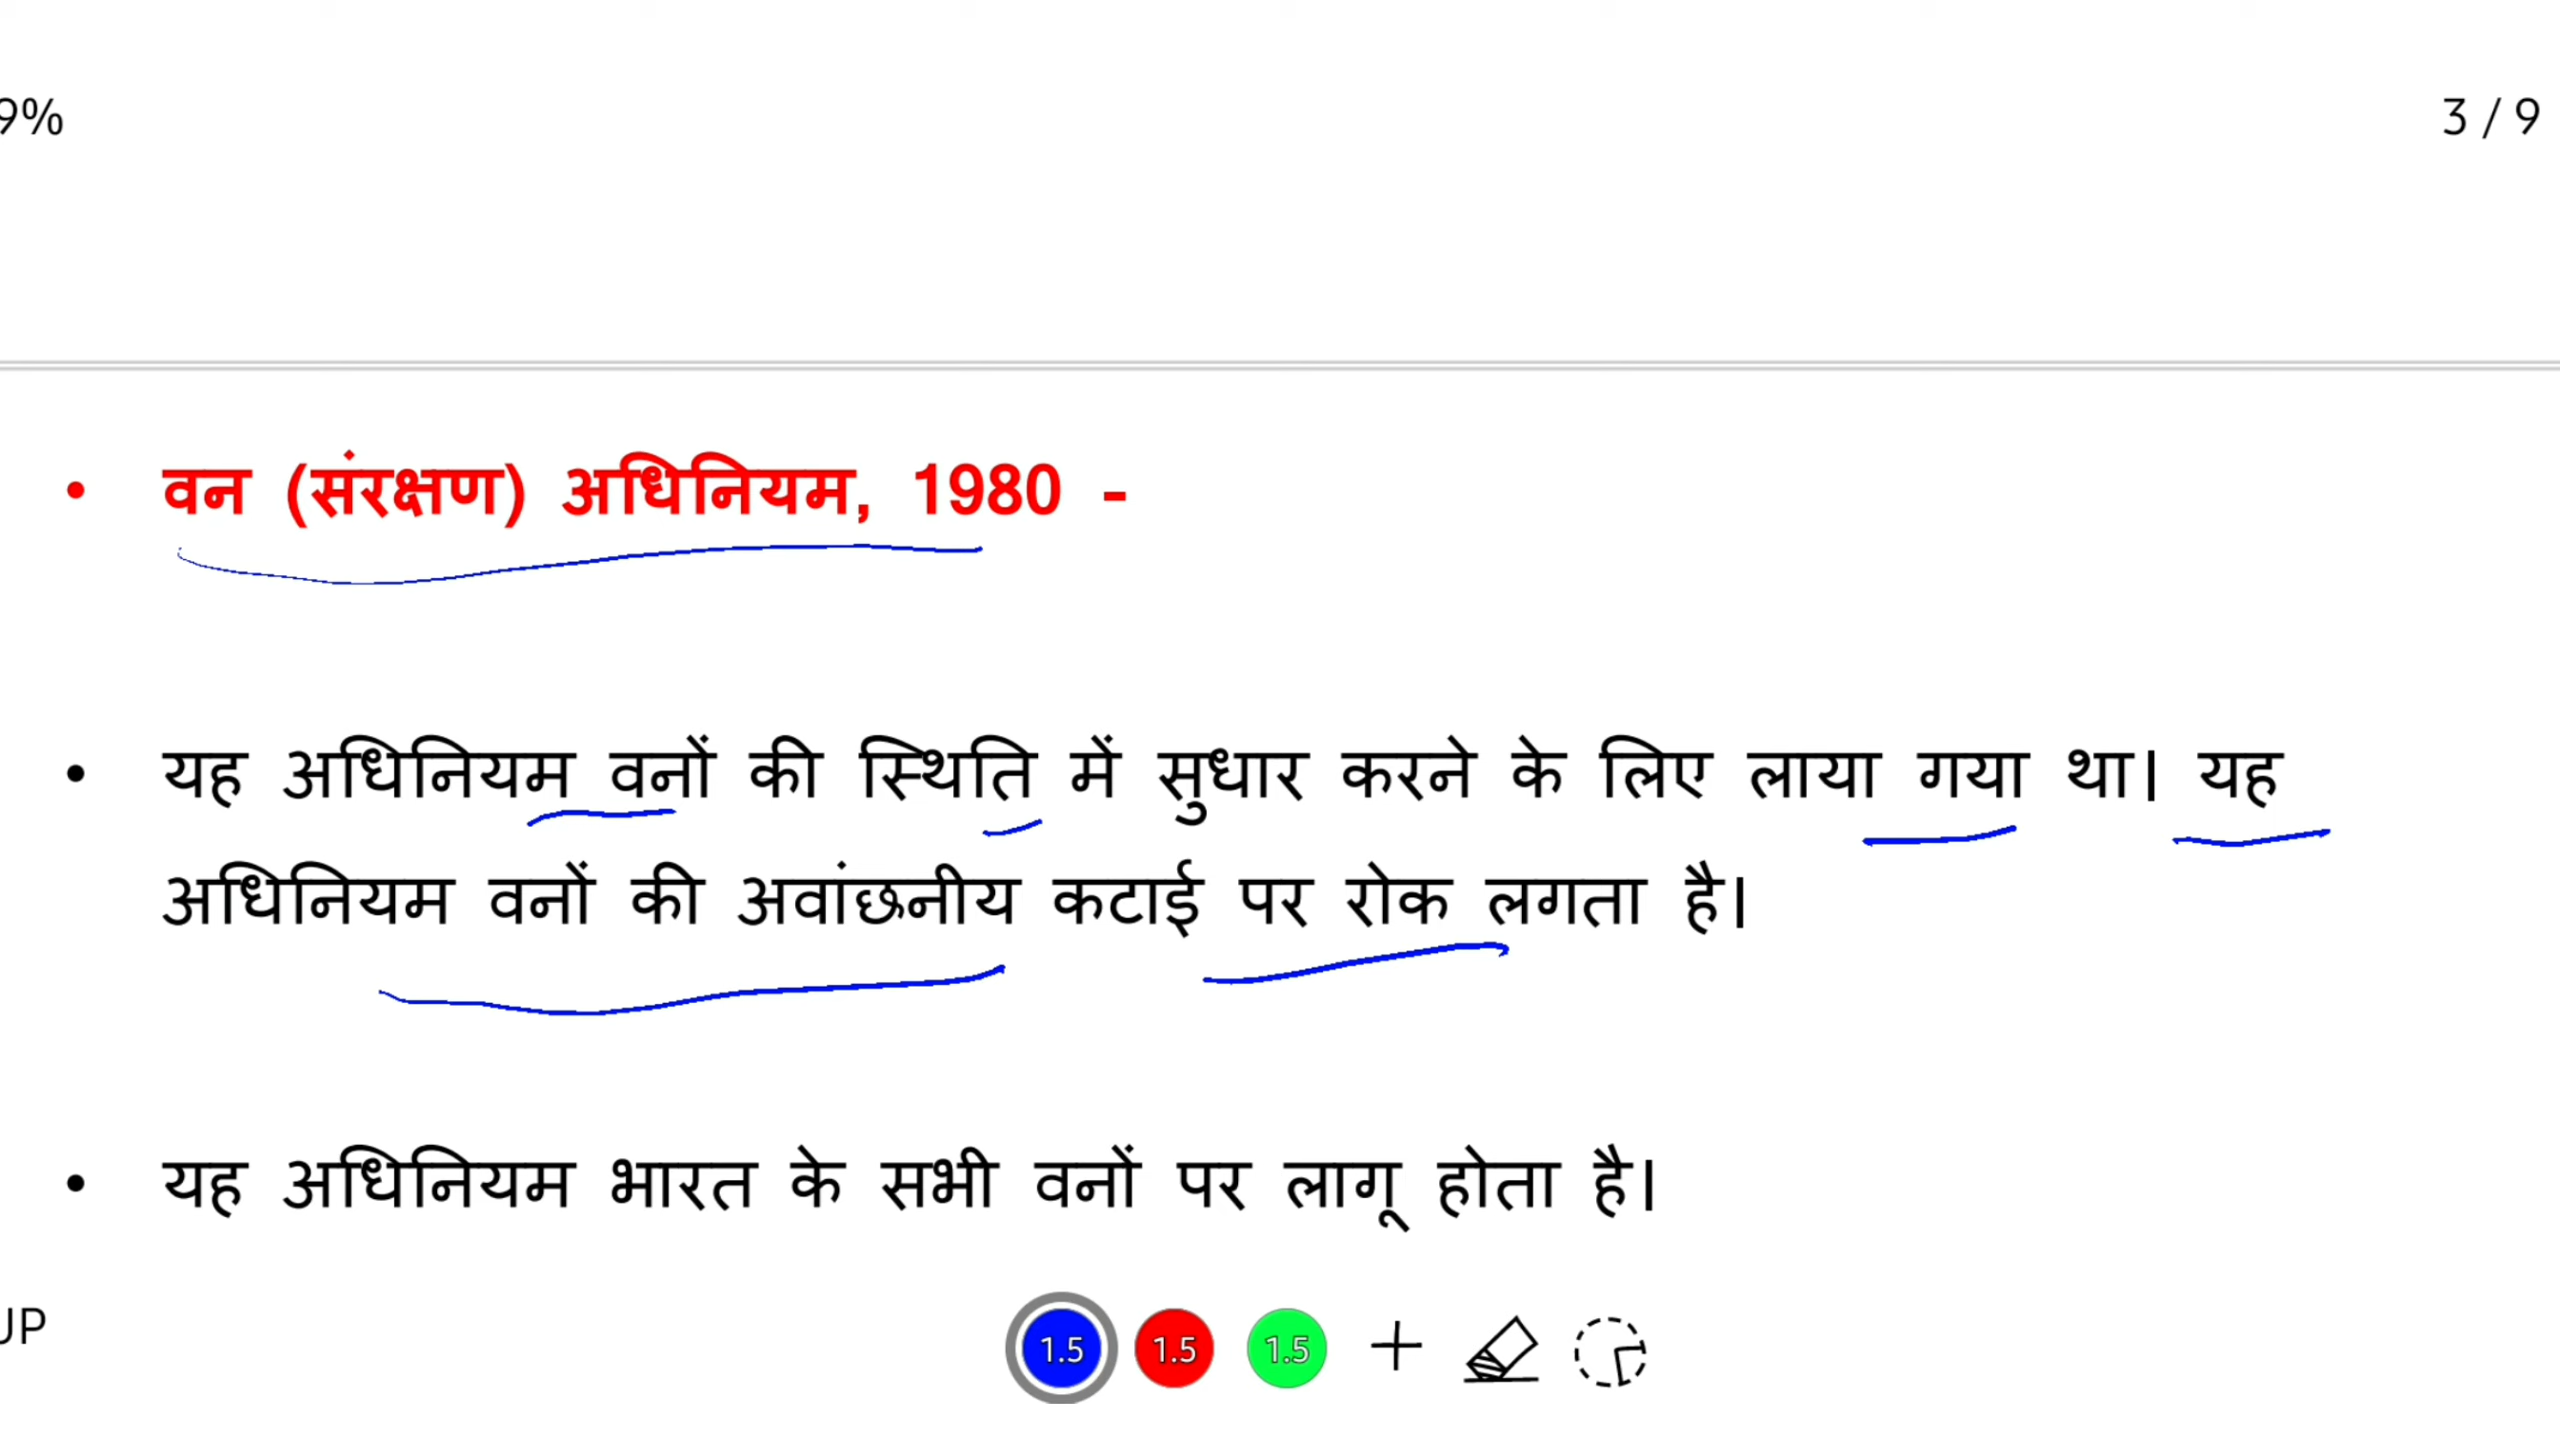 9%
3 / 9
• वन (संरक्षण) अधिनियम, 1980 -
• यह अधिनियम वनों की स्थिति में सुधार करने के लिए लाया गया था। यह
अधिनियम वनों की अवांछनीय कटाई पर रोक लगता है।
• यह अधिनियम भारत के सभी वनों पर लागू होता है।
UP
1.5 1.5 1.5